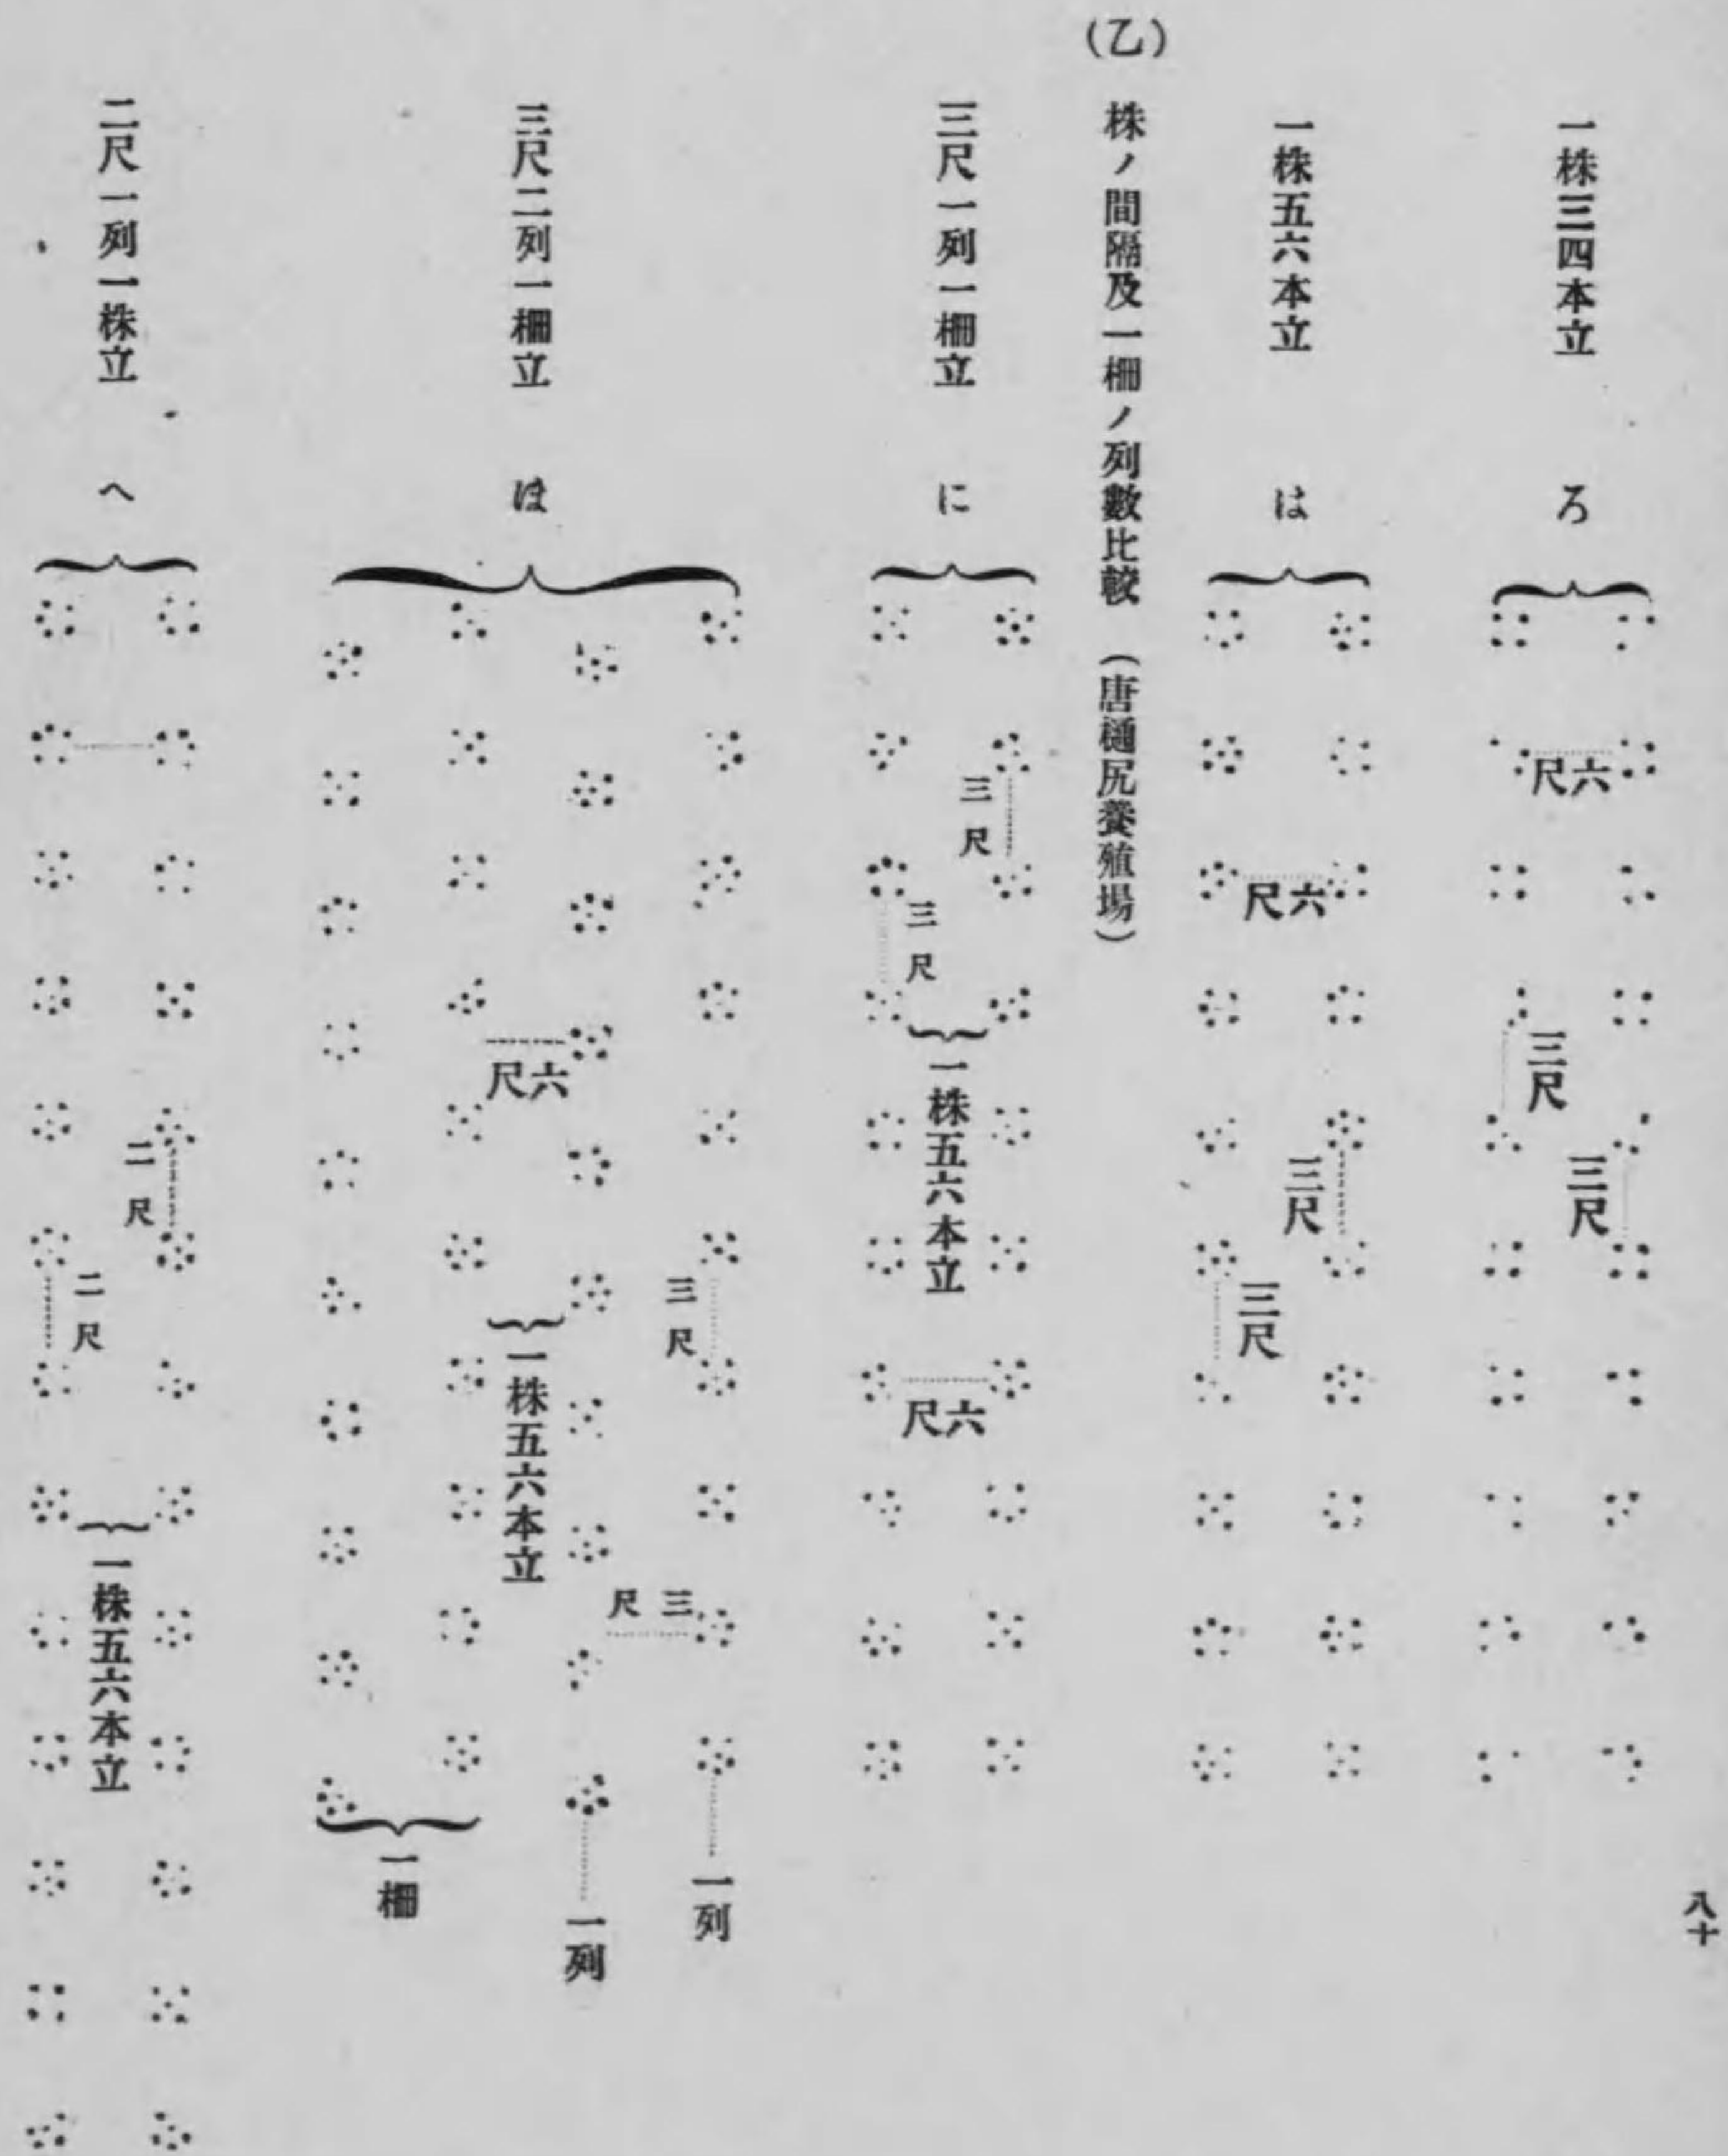 八十
一株三四本立 ろ
六尺
三尺
三尺
一株五六本立 は
六尺
三尺
三尺
(乙) 株ノ間隔及一柵ノ列數比較 (唐樋尻養殖場)
三尺一列一柵立 に
三尺
三尺
一株五六本立
六尺
三尺二列一柵立 ほ
三尺
三尺
一列
一列
六尺
一株五六本立
一柵
二尺一列一株立 へ
二尺
二尺
一株五六本立